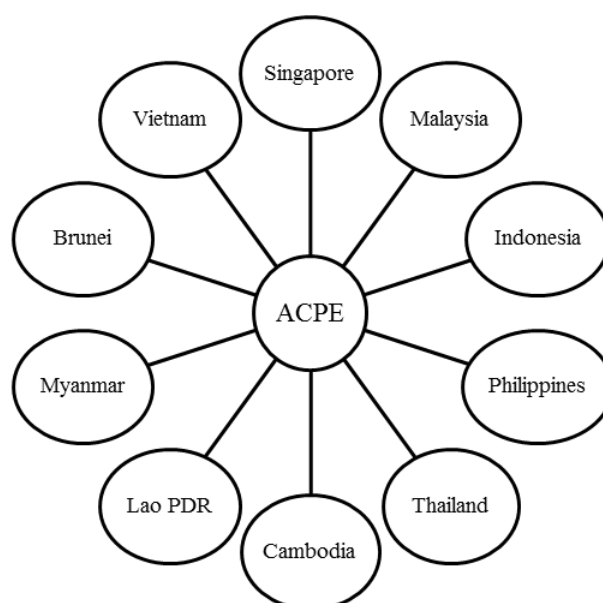 Singapore
Vietnam
Malaysia
Brunei
Indonesia
ACPE
Myanmar
Philippines
Lao PDR
Thailand
Cambodia